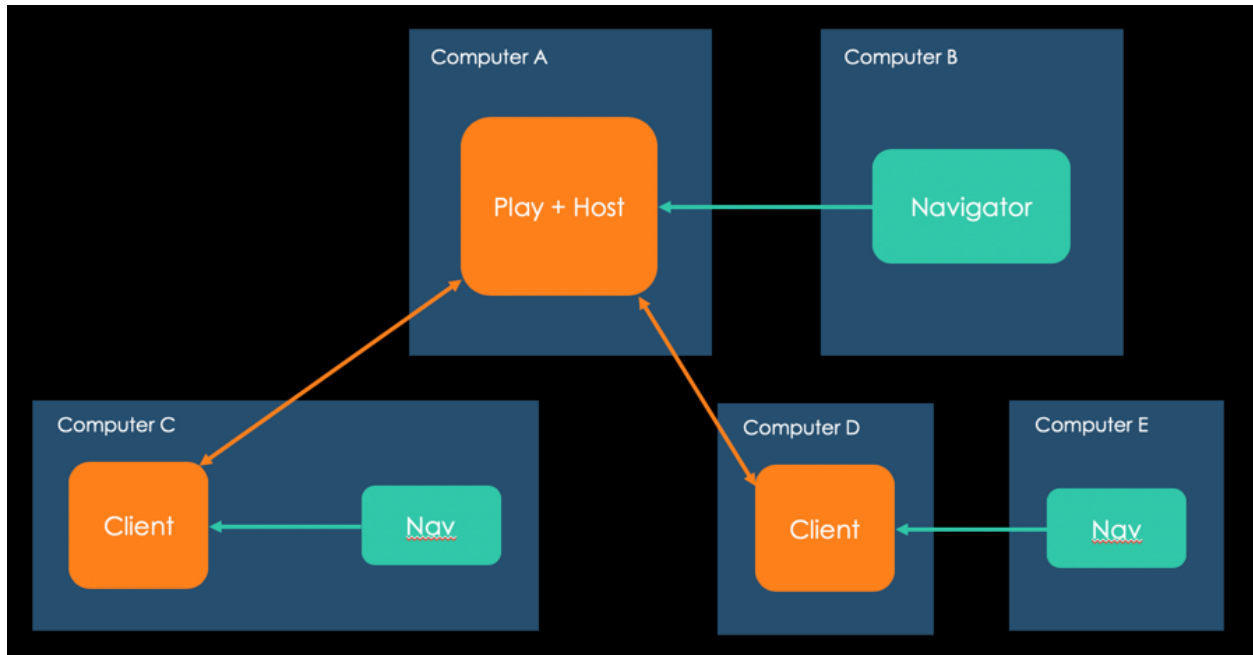 Computer A
Computer B
Play + Host
Navigator
Computer C
Computer D
Computer E
Client
Nav
Client
Nav